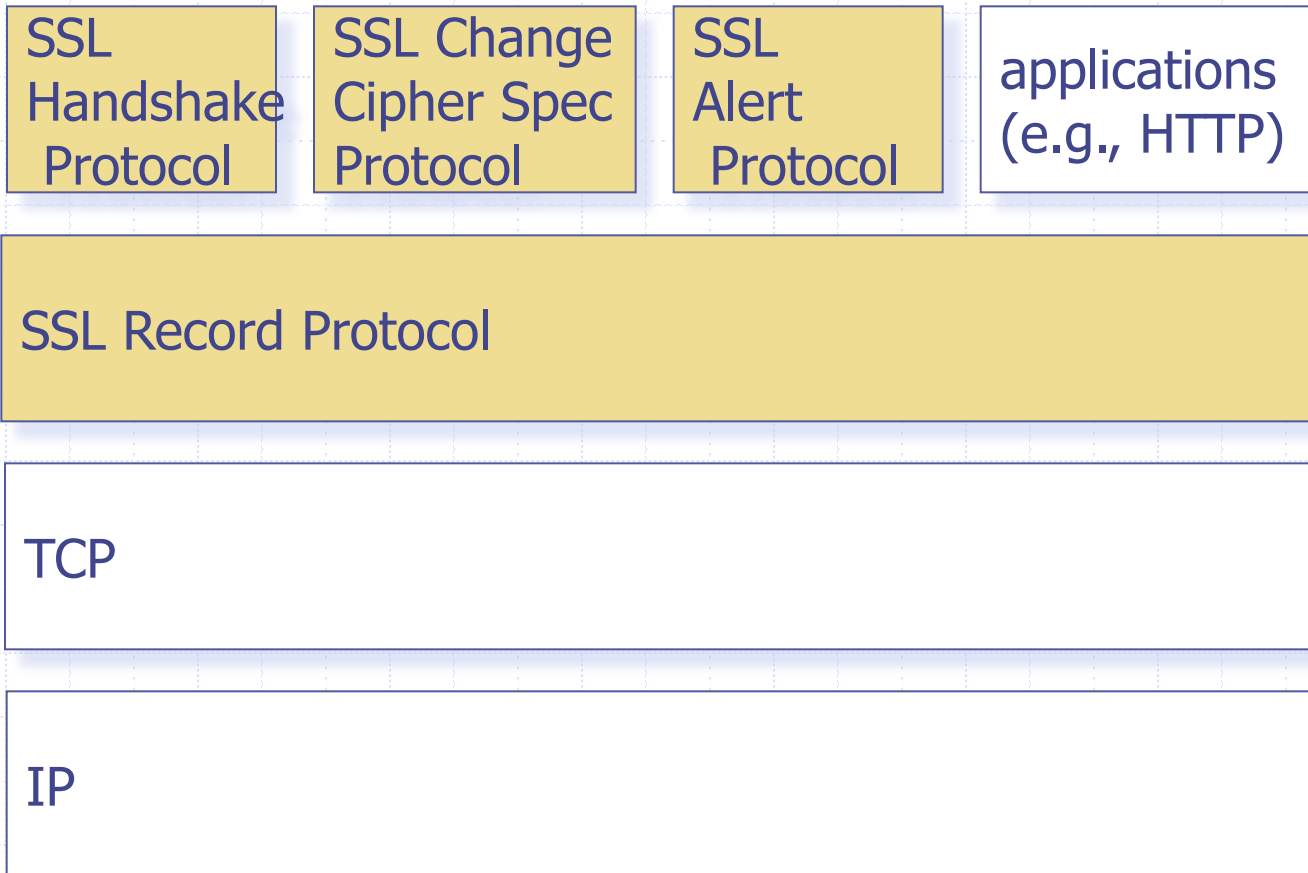 SSL
Handshake
Protocol
SSL Change
Cipher Spec
Protocol
SSL
Alert
Protocol
applications
(e.g., HTTP)
SSL Record Protocol
TCP
IP